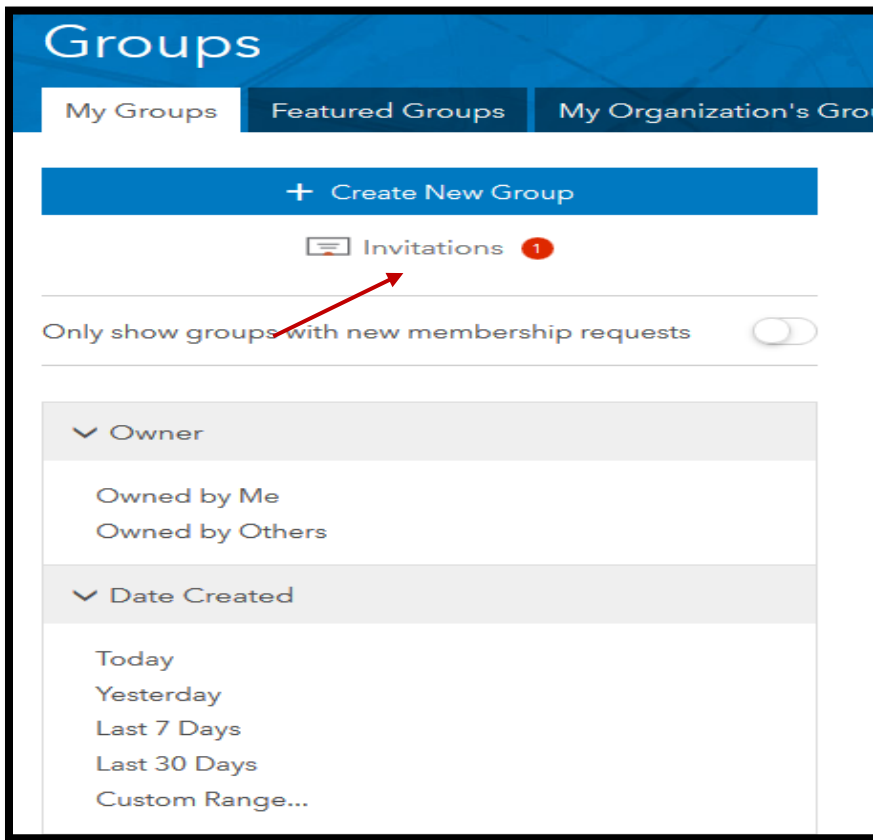 Groups
My Groups Featured Groups My Organization's Gro
+ Create New Group
Invitations 1
Only show groups with new membership requests
Owner
Owned by Me
Owned by Others
Date Created
Today
Yesterday
Last 7 Days
Last 30 Days
Custom Range...